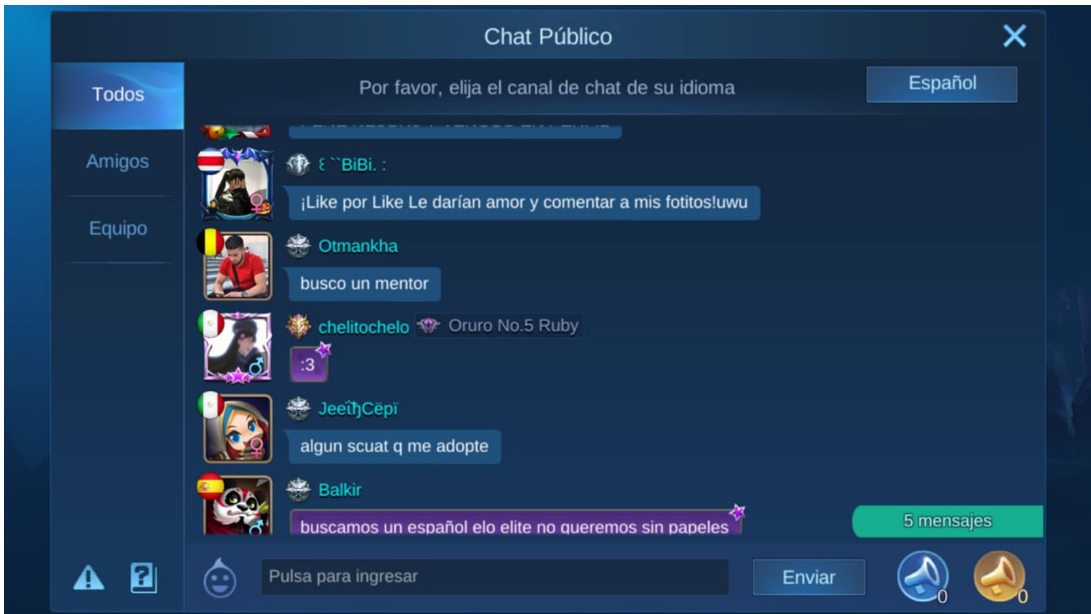 Chat Público
Todos
Por favor, elija el canal de chat de su idioma
Español
Amigos
Equipo
ξ ``BiBi. :
¡Like por Like Le darían amor y comentar a mis fotitos!uwu
Otmankha
busco un mentor
chelitochelo Oruro No.5 Ruby
:3
JeeἵђCëpï
algun scuat q me adopte
Balkir
buscamos un español elo elite no queremos sin papeles
5 mensajes
Pulsa para ingresar
Enviar
0
0